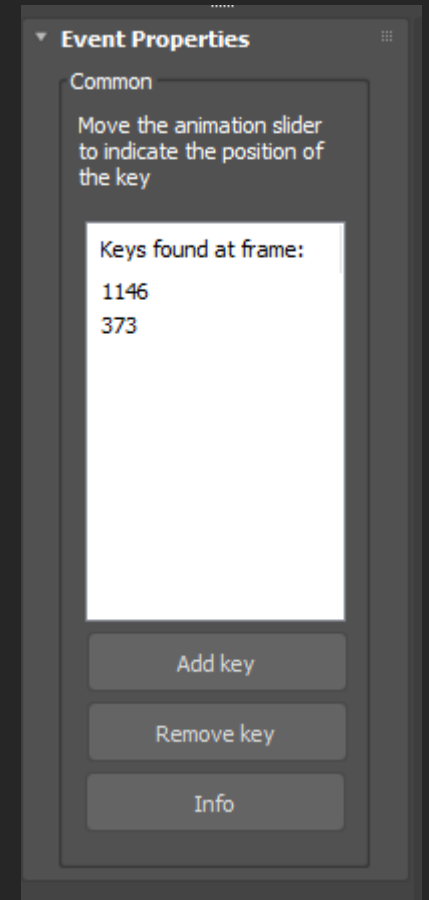 Event Properties
Common
Move the animation slider
to indicate the position of
the key
Keys found at frame:
1146
373
Add key
Remove key
Info